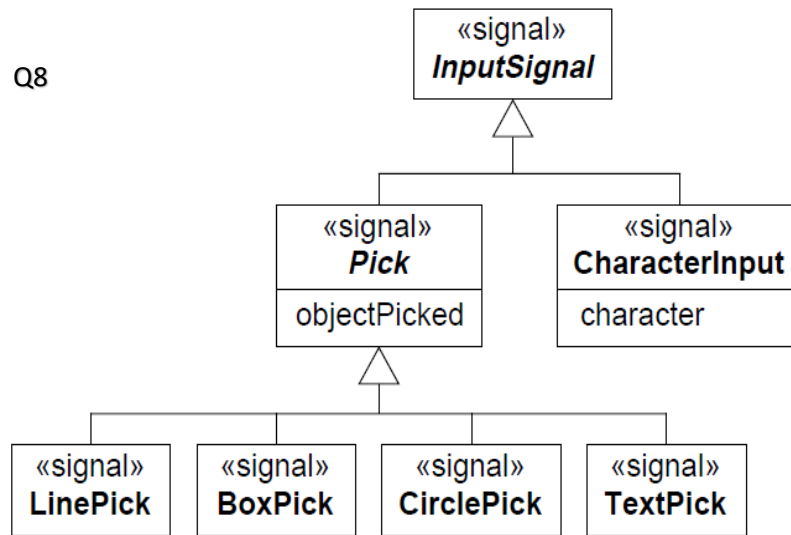 Q8
«signal»
InputSignal
«signal»
Pick
objectPicked
«signal»
CharacterInput
character
«signal»
LinePick
«signal»
BoxPick
«signal»
CirclePick
«signal»
TextPick